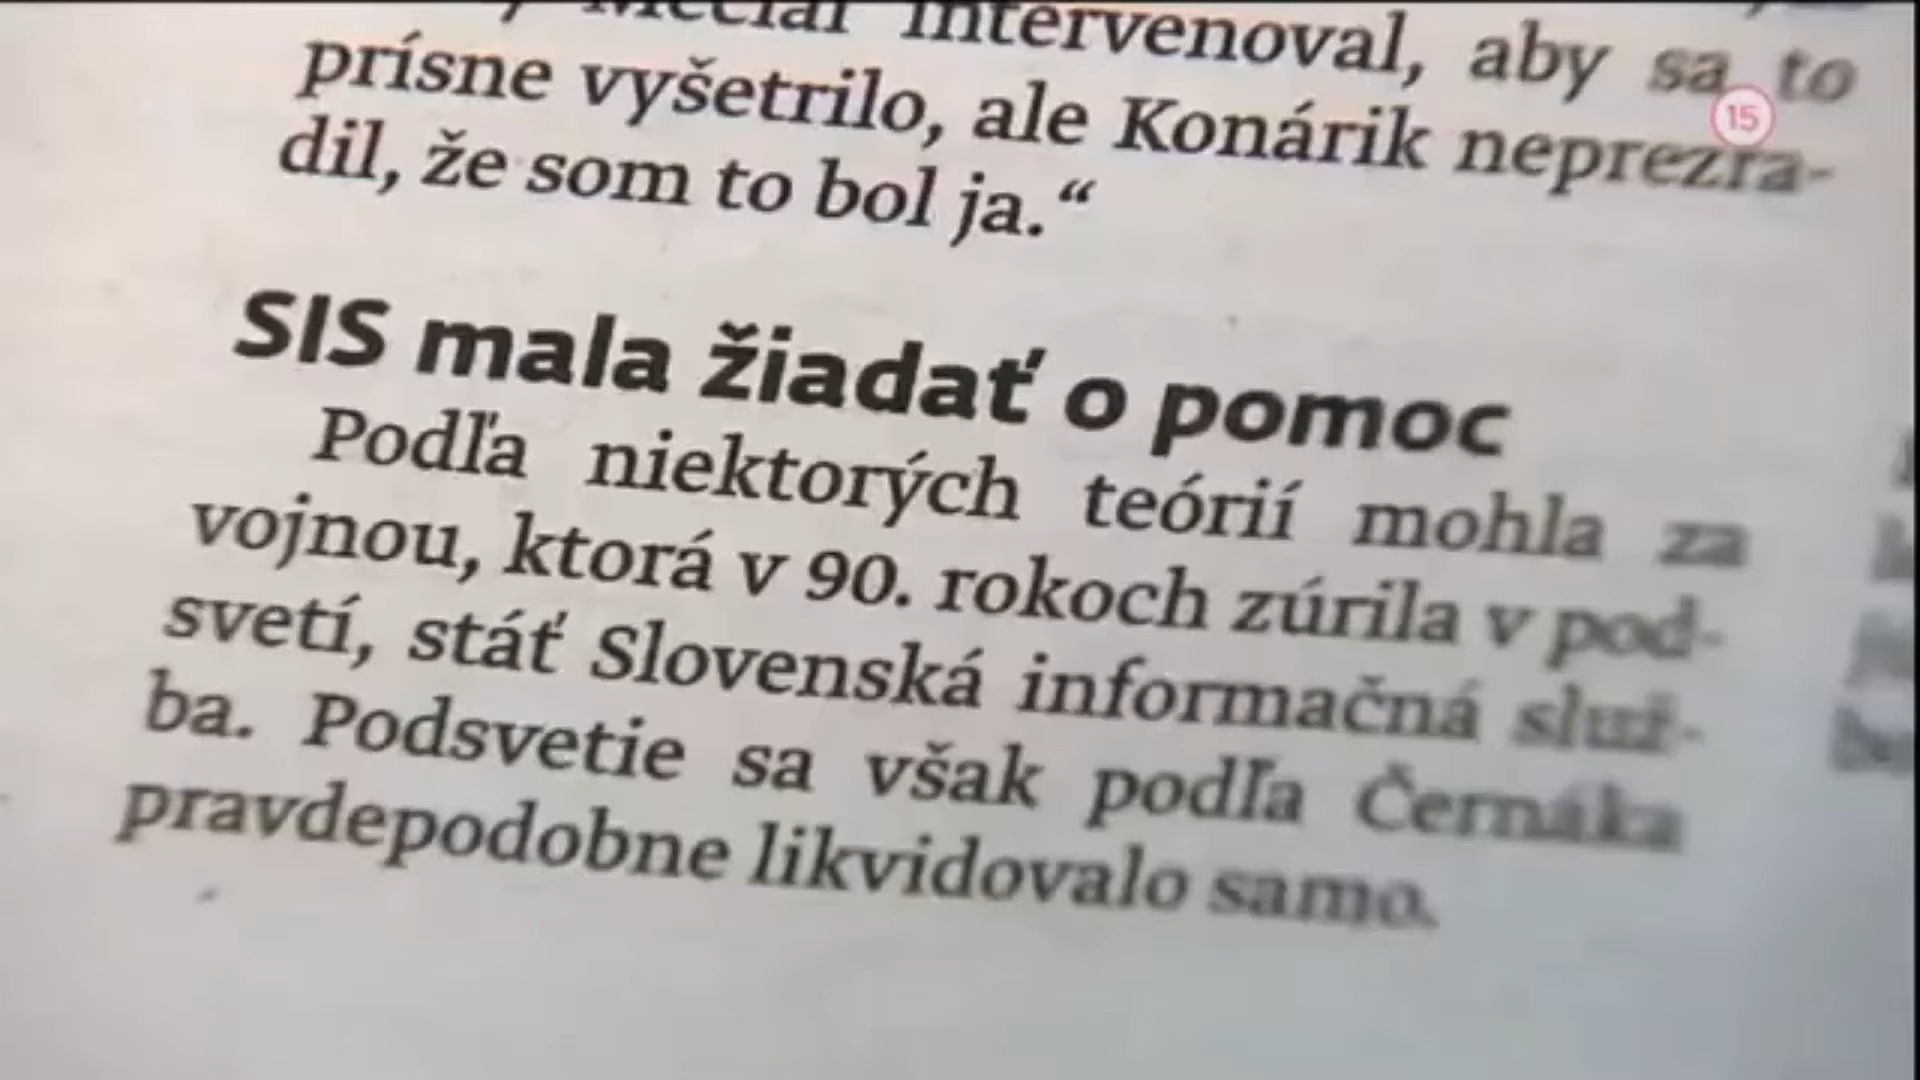 Mečiar intervenoval, aby sa to
prísne vyšetrilo, ale Konárik neprezra-
dil, že som to bol ja.“
SIS mala žiadať o pomoc
Podľa niektorých teórií mohla za
vojnou, ktorá v 90. rokoch zúrila v pod-
svetí, stáť Slovenská informačná služ-
ba. Podsvetie sa však podľa Černáka
pravdepodobne likvidovalo samo.
15